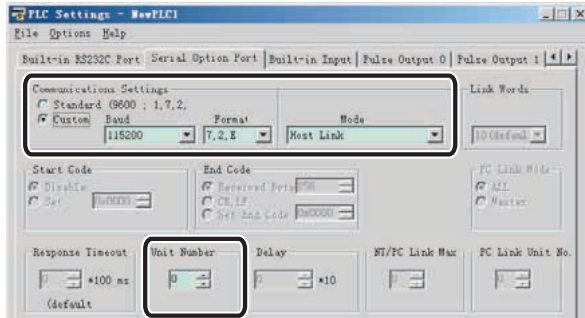 PLC Settings - NewPLC1
File Options Help
Built-in RS232C Port Serial Option Port Built-in Input Pulse Output 0 Pulse Output 1
Communications Settings
Standard (9600 ; 1,7,2,
Custom Baud Format Mode
115200 7,2,E Host Link
Link Words
10 (default
Start Code
Disable
Set 0x0000
End Code
Received Byte 256
CR,LF
Set End Code 0x0000
PC Link Mode
ALL
Master
Response Timeout
0 *100 ms
(default
Unit Number
0
Delay
0 *10
NT/PC Link Max
0
PC Link Unit No.
0